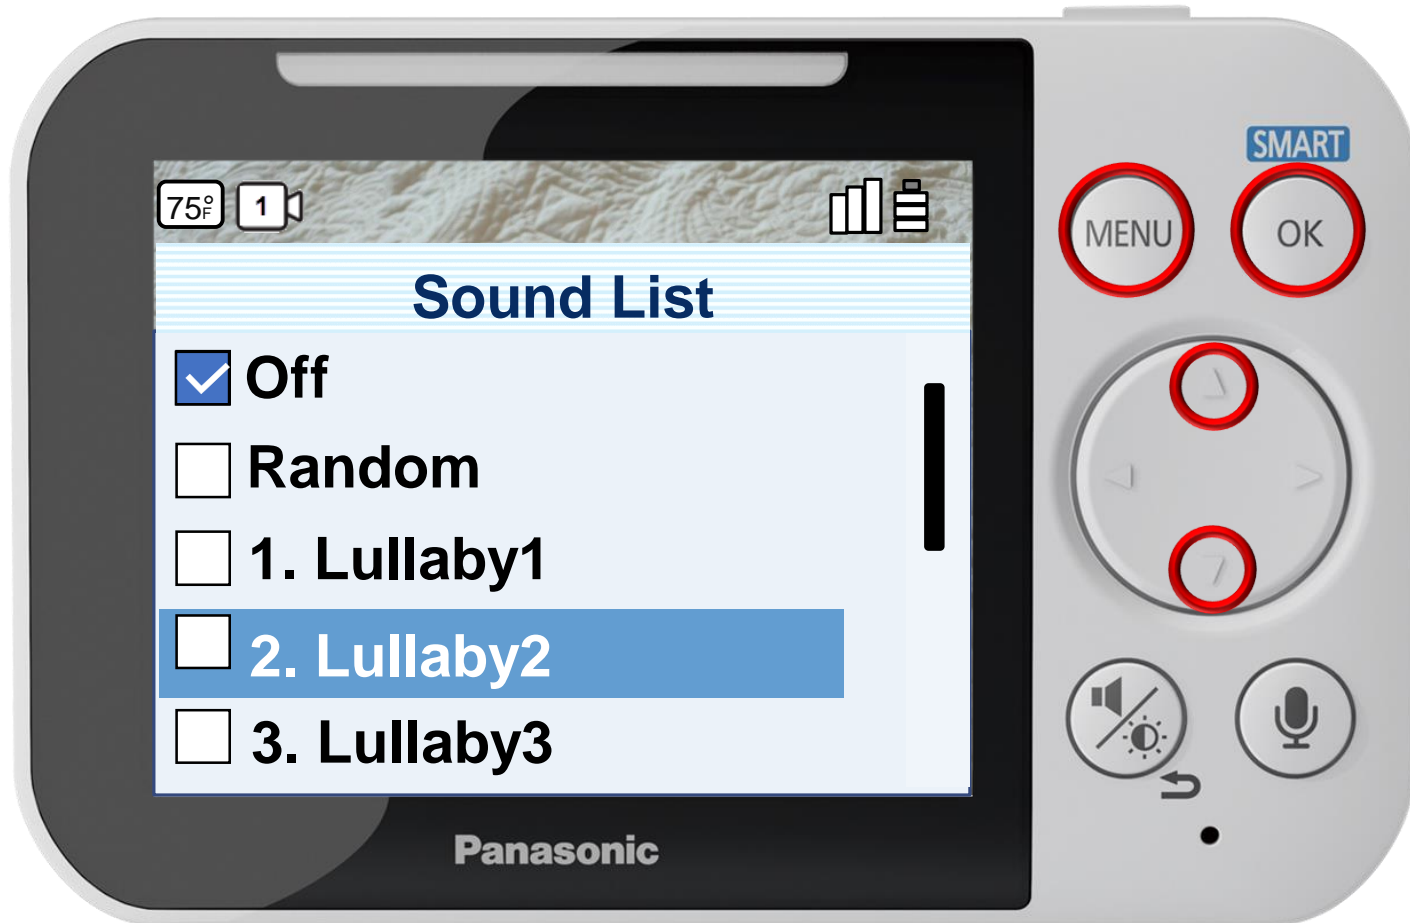 SMART
75°F 1
MENU OK
Sound List
Off
Random
1. Lullaby1
2. Lullaby2
3. Lullaby3
Panasonic